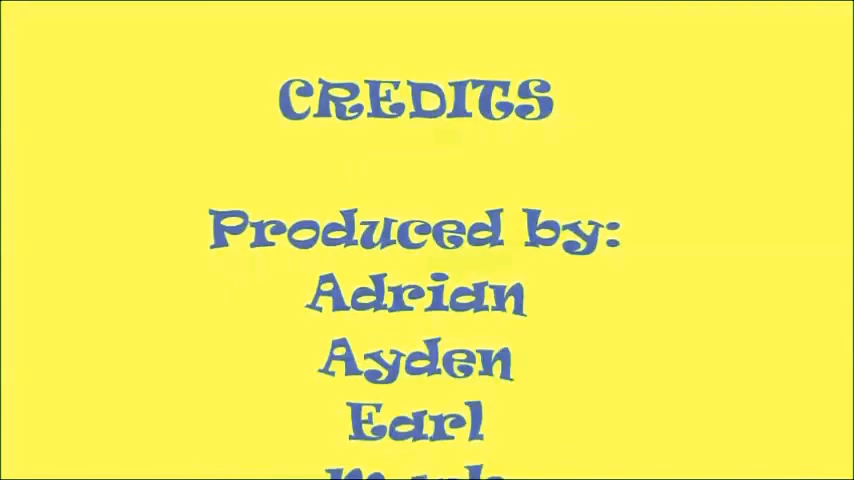 CREDITS
Produced by:
Adrian
Ayden
Earl